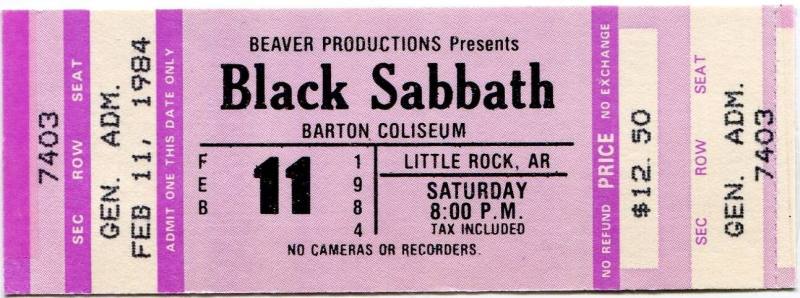 7403
SEC ROW SEAT
GEN. ADM.
FEB 11, 1984
ADMIT ONE THIS DATE ONLY
BEAVER PRODUCTIONS Presents
Black Sabbath
BARTON COLISEUM
FEB 11 1984
LITTLE ROCK, AR
SATURDAY
8:00 P.M.
TAX INCLUDED
NO CAMERAS OR RECORDERS.
NO REFUND PRICE NO EXCHANGE
$12.50
SEC ROW SEAT
GEN. ADM.
7403